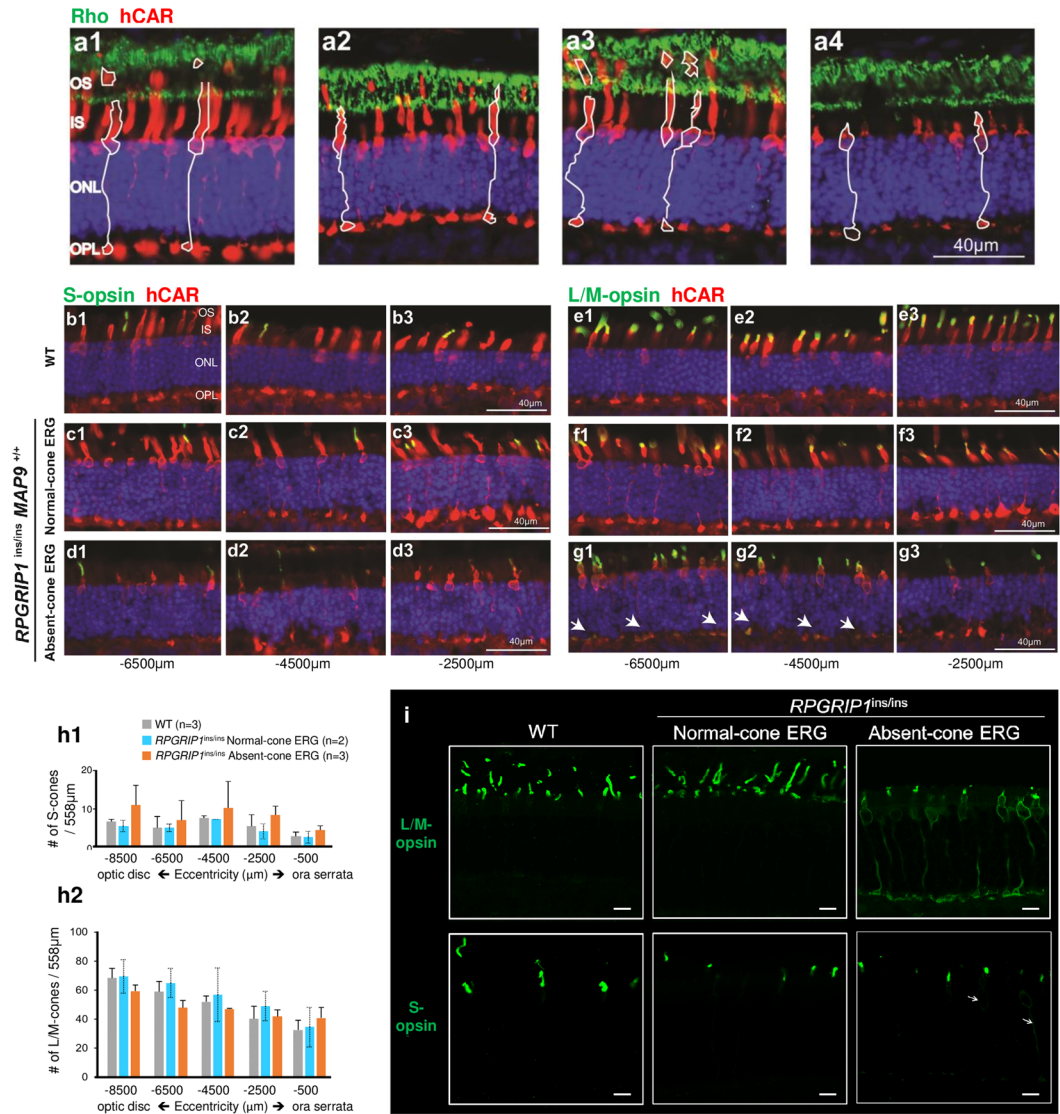 Rho hCAR
a1 a2 a3 a4
OS
IS
ONL
OPL
40µm
S-opsin hCAR
L/M-opsin hCAR
WT
b1 OS IS ONL OPL
b2
b3 40µm
e1
e2
e3 40µm
RPGRIP1 ins/ins MAP9 +/+
Normal-cone ERG
c1
c2
c3 40µm
f1
f2
f3 40µm
Absent-cone ERG
d1
d2
d3 40µm
g1
g2
g3 40µm
-6500µm -4500µm -2500µm
-6500µm -4500µm -2500µm
h1
WT (n=3)
RPGRIP1ins/ins Normal-cone ERG (n=2)
RPGRIP1ins/ins Absent-cone ERG (n=3)
# of S-cones / 558µm
20
10
0
-8500 -6500 -4500 -2500 -500
optic disc ← Eccentricity (µm) → ora serrata
h2
# of L/M-cones / 558µm
100
80
60
40
20
0
-8500 -6500 -4500 -2500 -500
optic disc ← Eccentricity (µm) → ora serrata
i
RPGRIP1ins/ins
WT Normal-cone ERG Absent-cone ERG
L/M-
opsin
S-
opsin